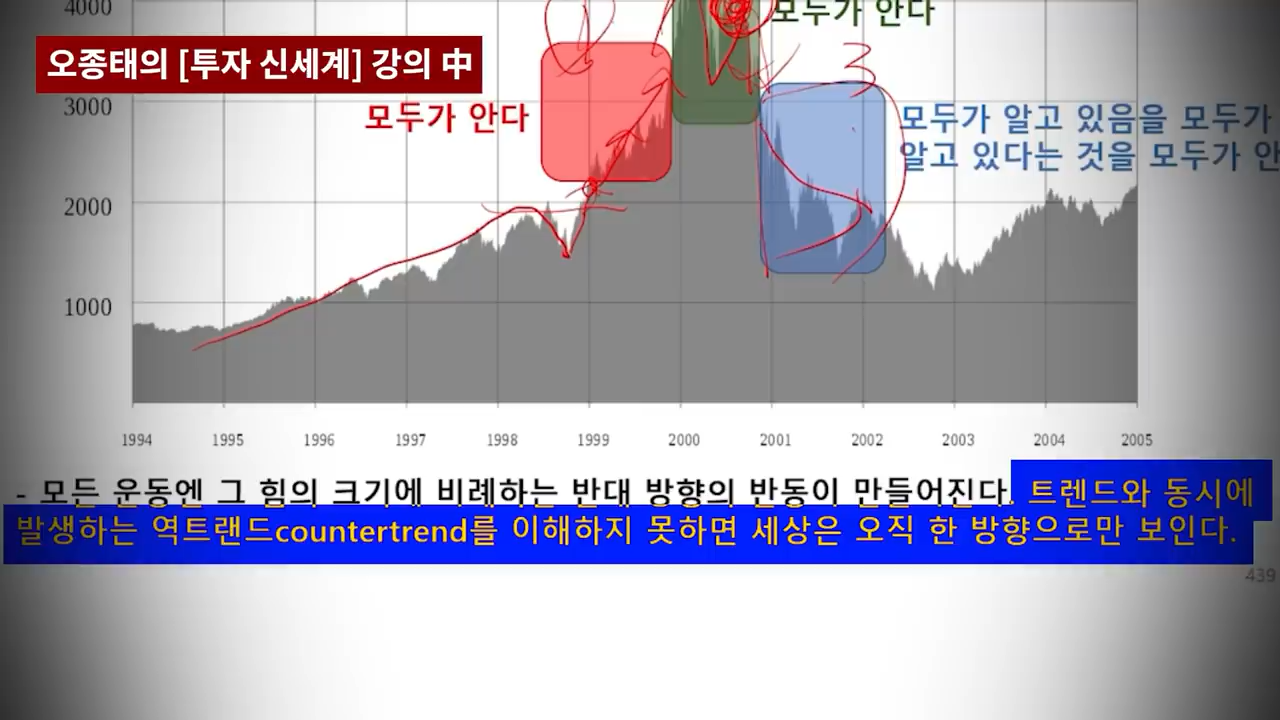 4000
모두가 안다
오종태의 [투자 신세계] 강의 中
3000
모두가 안다
3
모두가 알고 있음을 모두가
알고 있다는 것을 모두가 안
2000
1000
1994 1995 1996 1997 1998 1999 2000 2001 2002 2003 2004 2005
- 모든 운동엔 그 힘의 크기에 비례하는 반대 방향의 반동이 만들어진다. 트렌드와 동시에
발생하는 역트랜드countertrend를 이해하지 못하면 세상은 오직 한 방향으로만 보인다.
439